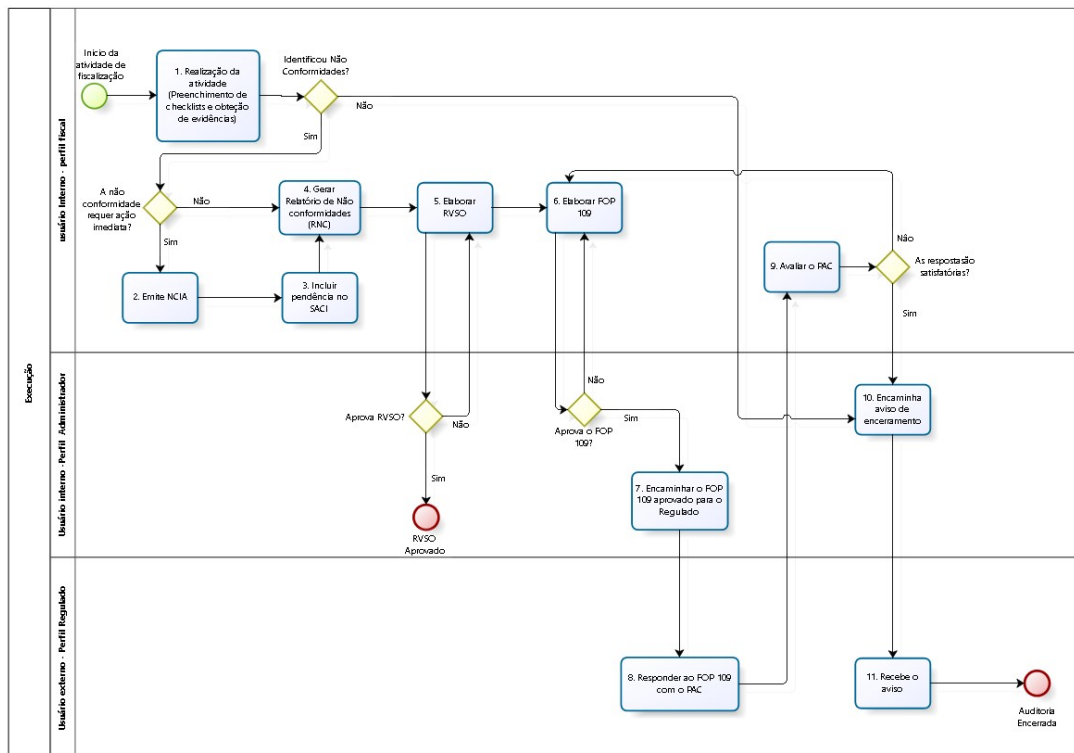 Execução
usuário Interno - perfil fiscal
Inicio da
atividade de
fiscalização
1. Realização da
atividade
(Preenchimento de
checklists e obteção
de evidências)
Identificou Não
Conformidades?
Não
Sim
A não
conformidade
requer ação
imediata?
Não
Sim
2. Emite NCIA
3. Incluir
pendência no
SACI
4. Gerar
Relatório de Não
conformidades
(RNC)
5. Elaborar
RVSO
6. Elaborar FOP
109
9. Avaliar o PAC
Não
As respostasão
satisfatórias?
Sim
Usuário interno - Perfil Administrador
Aprova RVSO?
Não
Sim
RVSO
Aprovado
Não
Sim
Aprova o FOP
109?
7. Encaminhar o FOP
109 aprovado para o
Regulado
10. Encaminha
aviso de
encerramento
Usuário externo - Perfil Regulado
8. Responder ao FOP 109
com o PAC
11. Recebe o
aviso
Auditoria
Encerrada